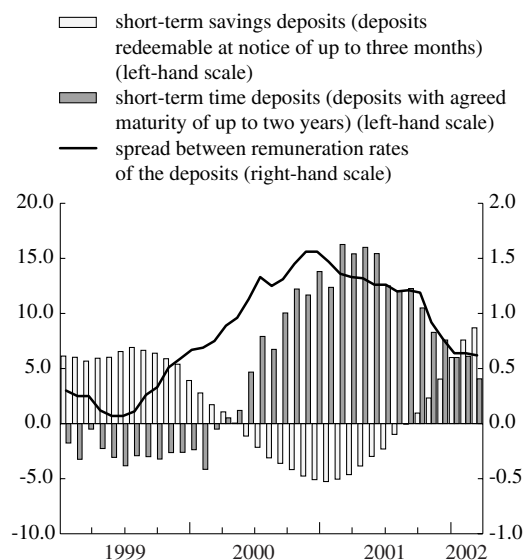 short-term savings deposits (deposits
redeemable at notice of up to three months)
(left-hand scale)
short-term time deposits (deposits with agreed
maturity of up to two years) (left-hand scale)
spread between remuneration rates
of the deposits (right-hand scale)
20.0 2.0
15.0 1.5
10.0 1.0
5.0 0.5
0.0 0.0
-5.0 -0.5
-10.0 -1.0
1999 2000 2001 2002